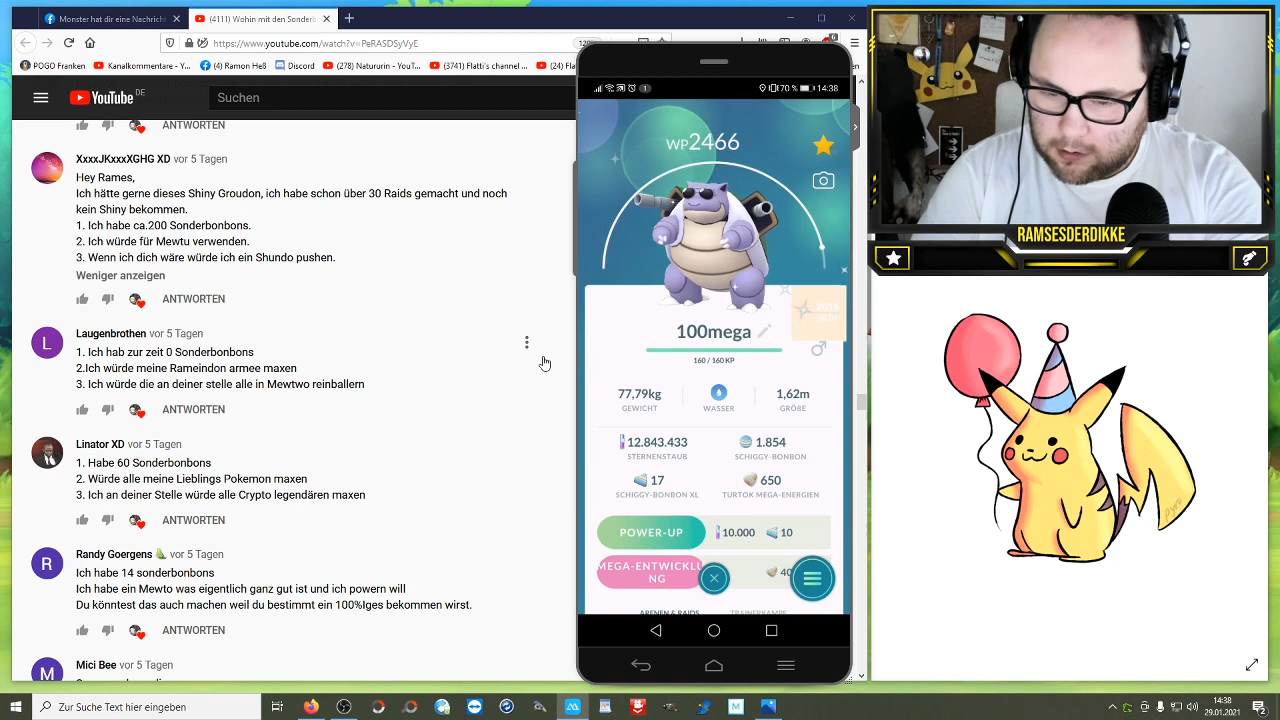 Monster hat dir eine Nachricht
(4111) Wohin mit den Sonderb
https://www.youtube.com/watch?v=PeRASDSyVyE
POGO Franken
Kanalkommentare - Y...
(4) Ramon Heß
Discord
(278) Natururin - YouT...
(3741) Flatti's channel ...
(24) Flatti
YouTube DE
Suchen
ANTWORTEN
XxxxJKxxxXGHG XD vor 5 Tagen
Hey Rames,
Ich hätte gerne dieses Shiny Groudon, ich habe schon über 30 Raids gemacht und noch
kein Shiny bekommen.
1. Ich habe ca.200 Sonderbonbons.
2. Ich würde für Mewtu verwenden.
3. Wenn ich dich wäre würde ich ein Shundo pushen.
Weniger anzeigen
ANTWORTEN
Laugenbrothen vor 5 Tagen
1. Ich hab zur zeit 0 Sonderbonbons
2.Ich würde meine Rameindon armee maxen
3. Ich würde die an deiner stelle alle in Mewtwo reinballern
ANTWORTEN
Linator XD vor 5 Tagen
1. Habe 60 Sonderbonbons
2. Würde alle meine Lieblings Pokemon maxen
3. Ich an deiner Stelle würde alle Crypto legendären maxen
ANTWORTEN
Randy Goergens vor 5 Tagen
Ich habe 14 sonderbonbons
Ich habe ein Mewto was eigentlich ganz gut ist und ich powern will
Du könntest das auch machen weil du bestimmt ein 100%Iges bekommen wirst.
ANTWORTEN
Mici Bee vor 5 Tagen
L
R
M
1
70 % 14:38
WP2466
100mega
160 / 160 KP
77,79kg
GEWICHT
WASSER
1,62m
GRÖßE
12.843.433
STERNENSTAUB
1.854
SCHIGGY-BONBON
17
SCHIGGY-BONBON XL
650
TURTOK MEGA-ENERGIEN
POWER-UP
10.000
10
MEGA-ENTWICKLU
NG
40
ARENEN & RAIDS
TRAINERKÄMPFE
RAMSESDERDIKKE
pyro
Zur Suche Text hier eingeben
14:38
29.01.2021
2